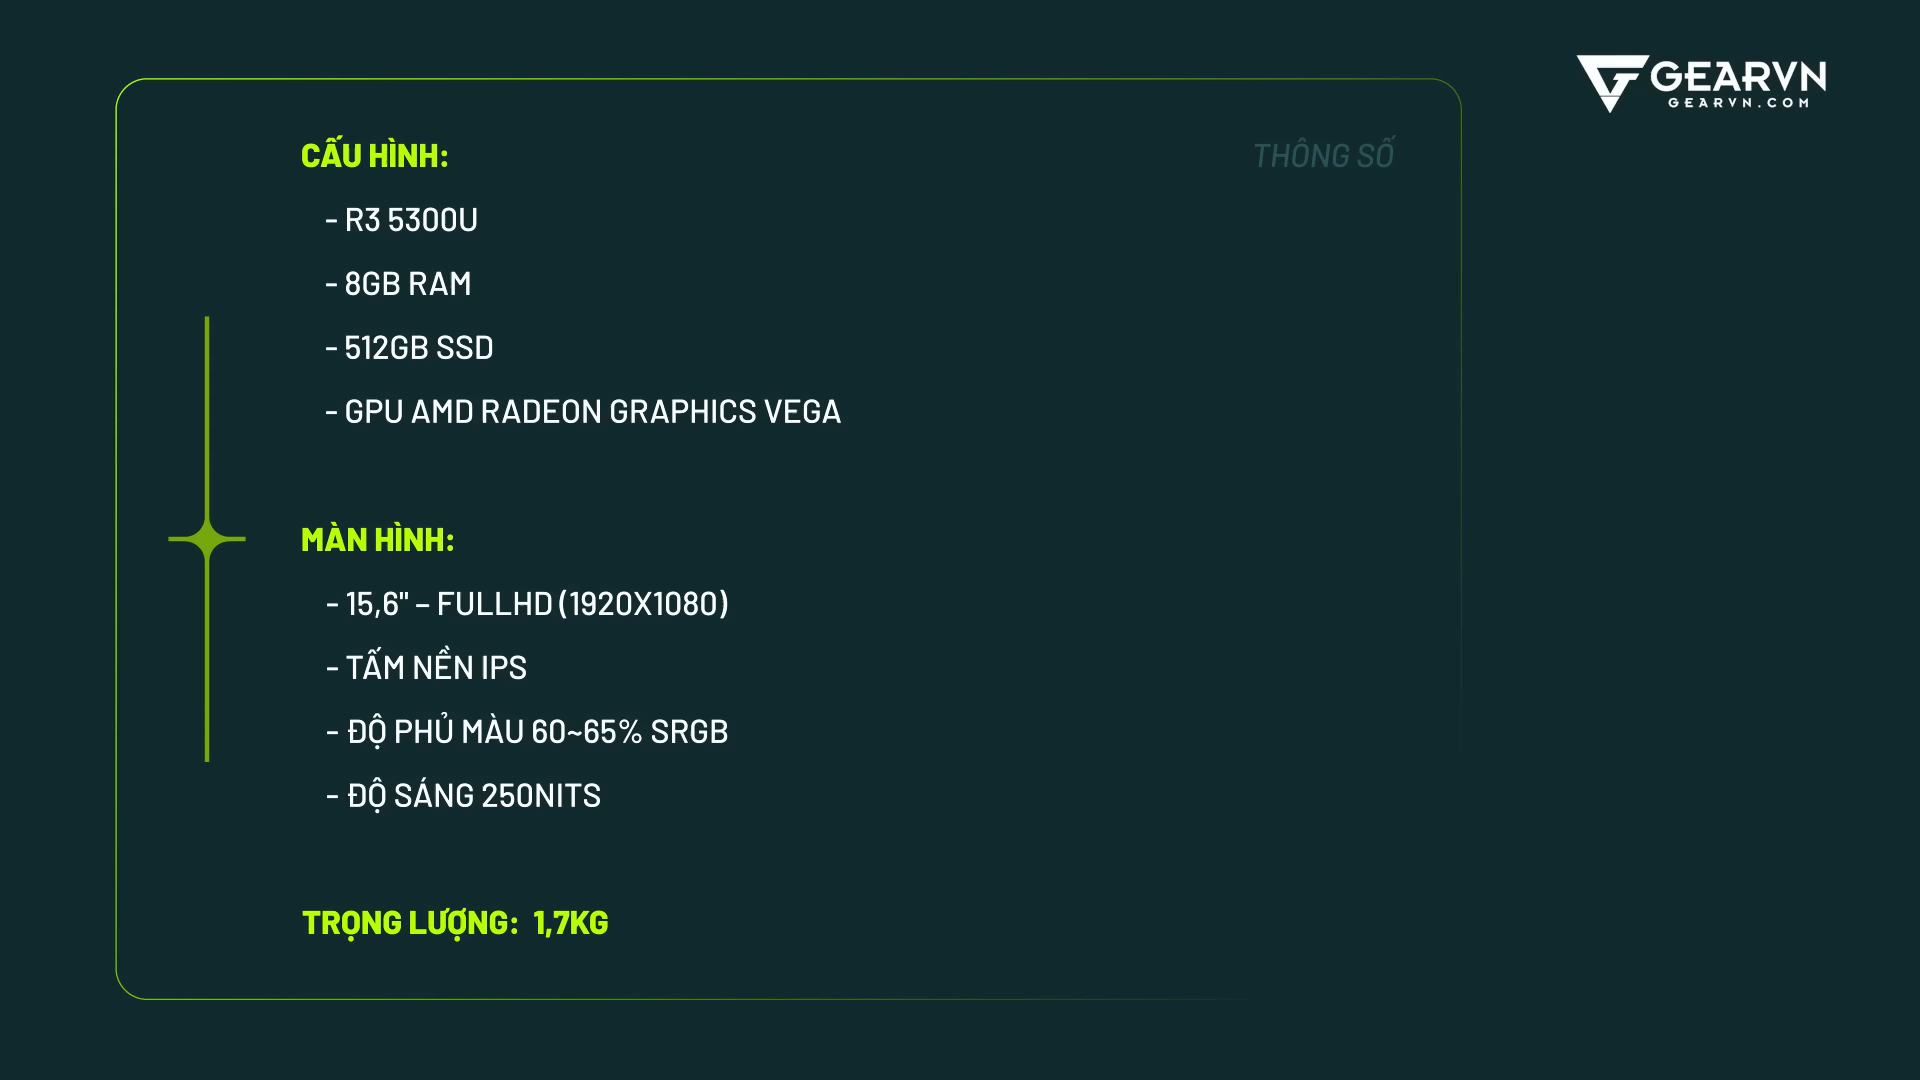 GEARVN
GEARVN.COM
THÔNG SỐ
CẤU HÌNH:
- R3 5300U
- 8GB RAM
- 512GB SSD
- GPU AMD RADEON GRAPHICS VEGA
MÀN HÌNH:
- 15,6" – FULLHD (1920X1080)
- TẤM NỀN IPS
- ĐỘ PHỦ MÀU 60~65% SRGB
- ĐỘ SÁNG 250NITS
TRỌNG LƯỢNG: 1,7KG